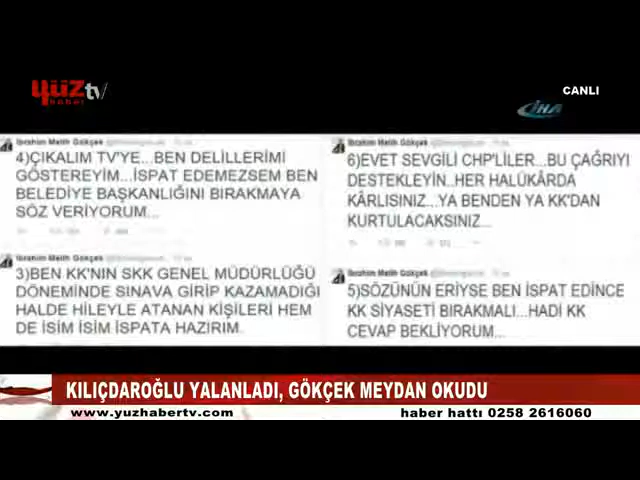 YÜZ tv
haber
CANLI
İHA
İbrahim Melih Gökçek
4)ÇIKALIM TV'YE...BEN DELİLLERİMİ
GÖSTEREYİM...İSPAT EDEMEZSEM BEN
BELEDİYE BAŞKANLIĞINI BIRAKMAYA
SÖZ VERİYORUM...
İbrahim Melih Gökçek
3)BEN KK'NIN SKK GENEL MÜDÜRLÜĞÜ
DÖNEMİNDE SINAVA GİRİP KAZAMADIĞI
HALDE HİLEYLE ATANAN KİŞİLERİ HEM
DE İSİM İSİM İSPATA HAZIRIM.
İbrahim Melih Gökçek
6)EVET SEVGİLİ CHP'LİLER...BU ÇAĞRIYI
DESTEKLEYİN..HER HALÜKÂRDA
KÂRLISINIZ...YA BENDEN YA KK'DAN
KURTULACAKSINIZ...
İbrahim Melih Gökçek
5)SÖZÜNÜN ERİYSE BEN İSPAT EDİNCE
KK SİYASETİ BIRAKMALI...HADİ KK
CEVAP BEKLİYORUM...
KILIÇDAROĞLU YALANLADI, GÖKÇEK MEYDAN OKUDU
www.yuzhabertv.com
haber hattı 0258 2616060